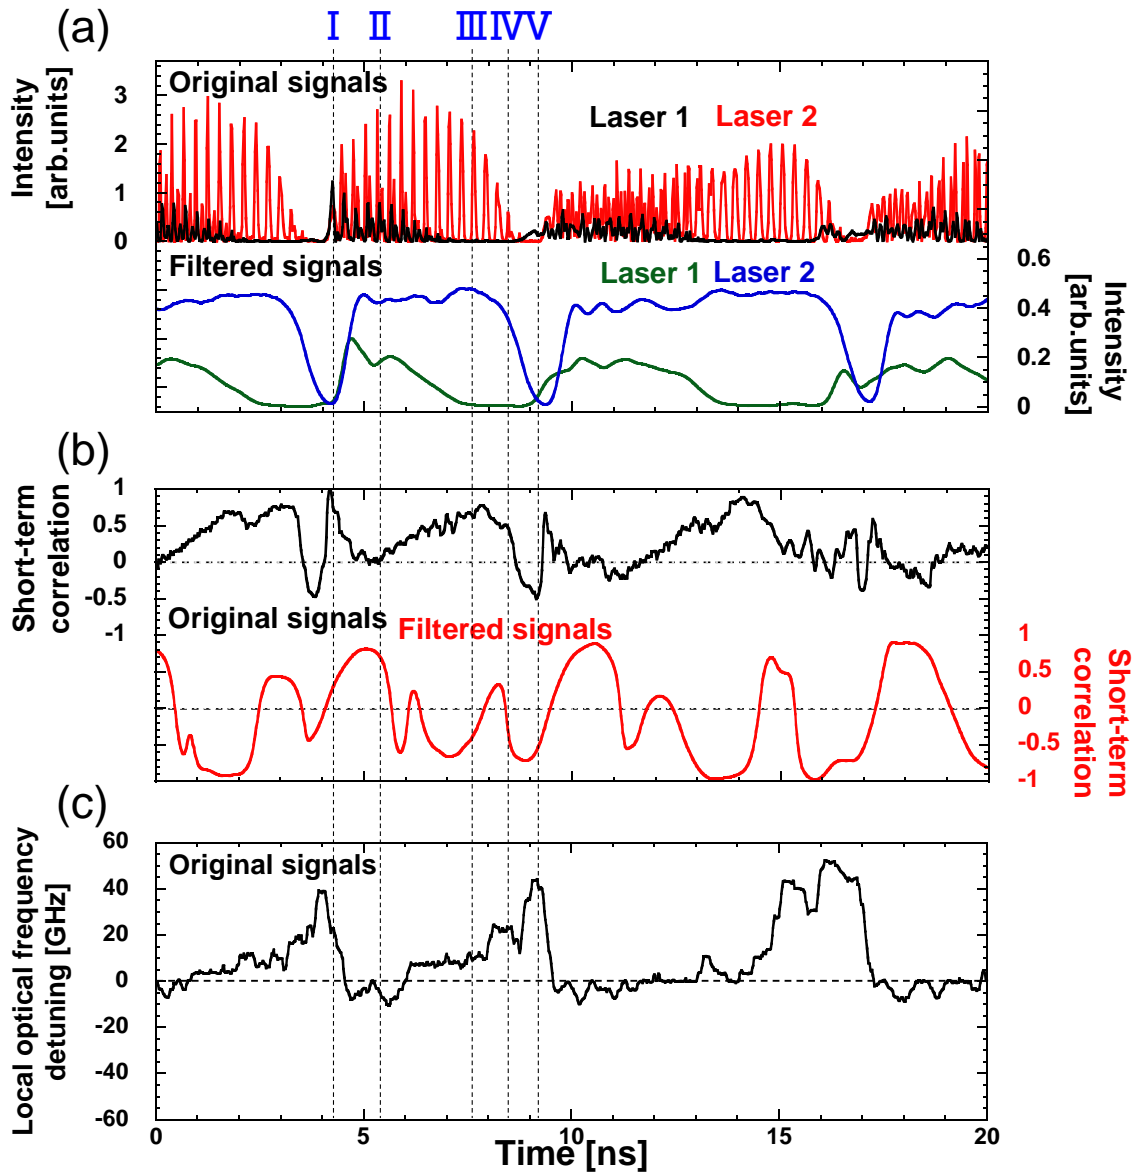 (a)
Ⅰ Ⅱ Ⅲ Ⅳ Ⅴ
Original signals
Laser 1 Laser 2
Intensity
[arb.units]
3
2
1
0
Filtered signals
Laser 1 Laser 2
0.6
0.4
0.2
0
Intensity
[arb.units]
(b)
Short-term
correlation
1
0.5
0
-0.5
-1
Original signals
Filtered signals
1
0.5
0
-0.5
-1
Short-term
correlation
(c)
Original signals
Local optical frequency
detuning [GHz]
60
40
20
0
-20
-40
-60
0 5 10 15 20
Time [ns]